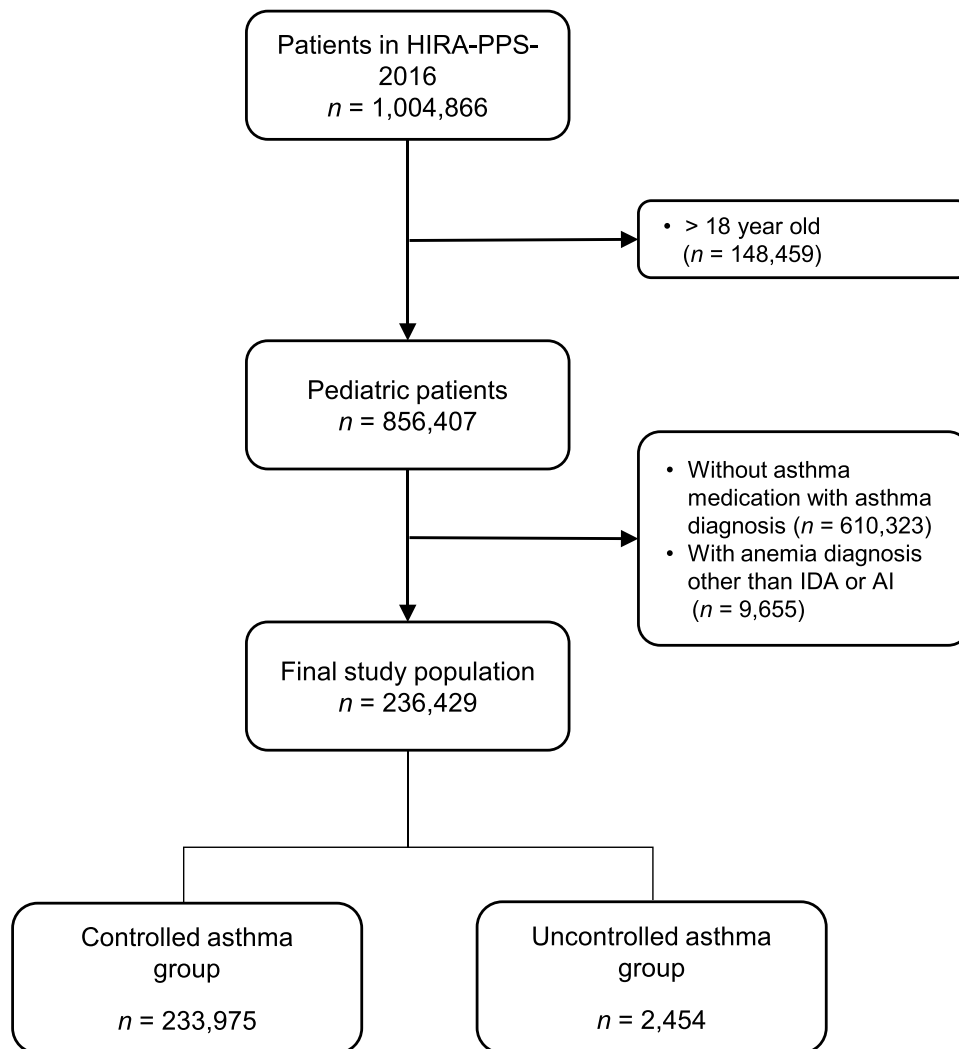 Patients in HIRA-PPS-
2016
n = 1,004,866
• > 18 year old
(n = 148,459)
Pediatric patients
n = 856,407
• Without asthma
medication with asthma
diagnosis (n = 610,323)
• With anemia diagnosis
other than IDA or AI
(n = 9,655)
Final study population
n = 236,429
Controlled asthma
group
n = 233,975
Uncontrolled asthma
group
n = 2,454